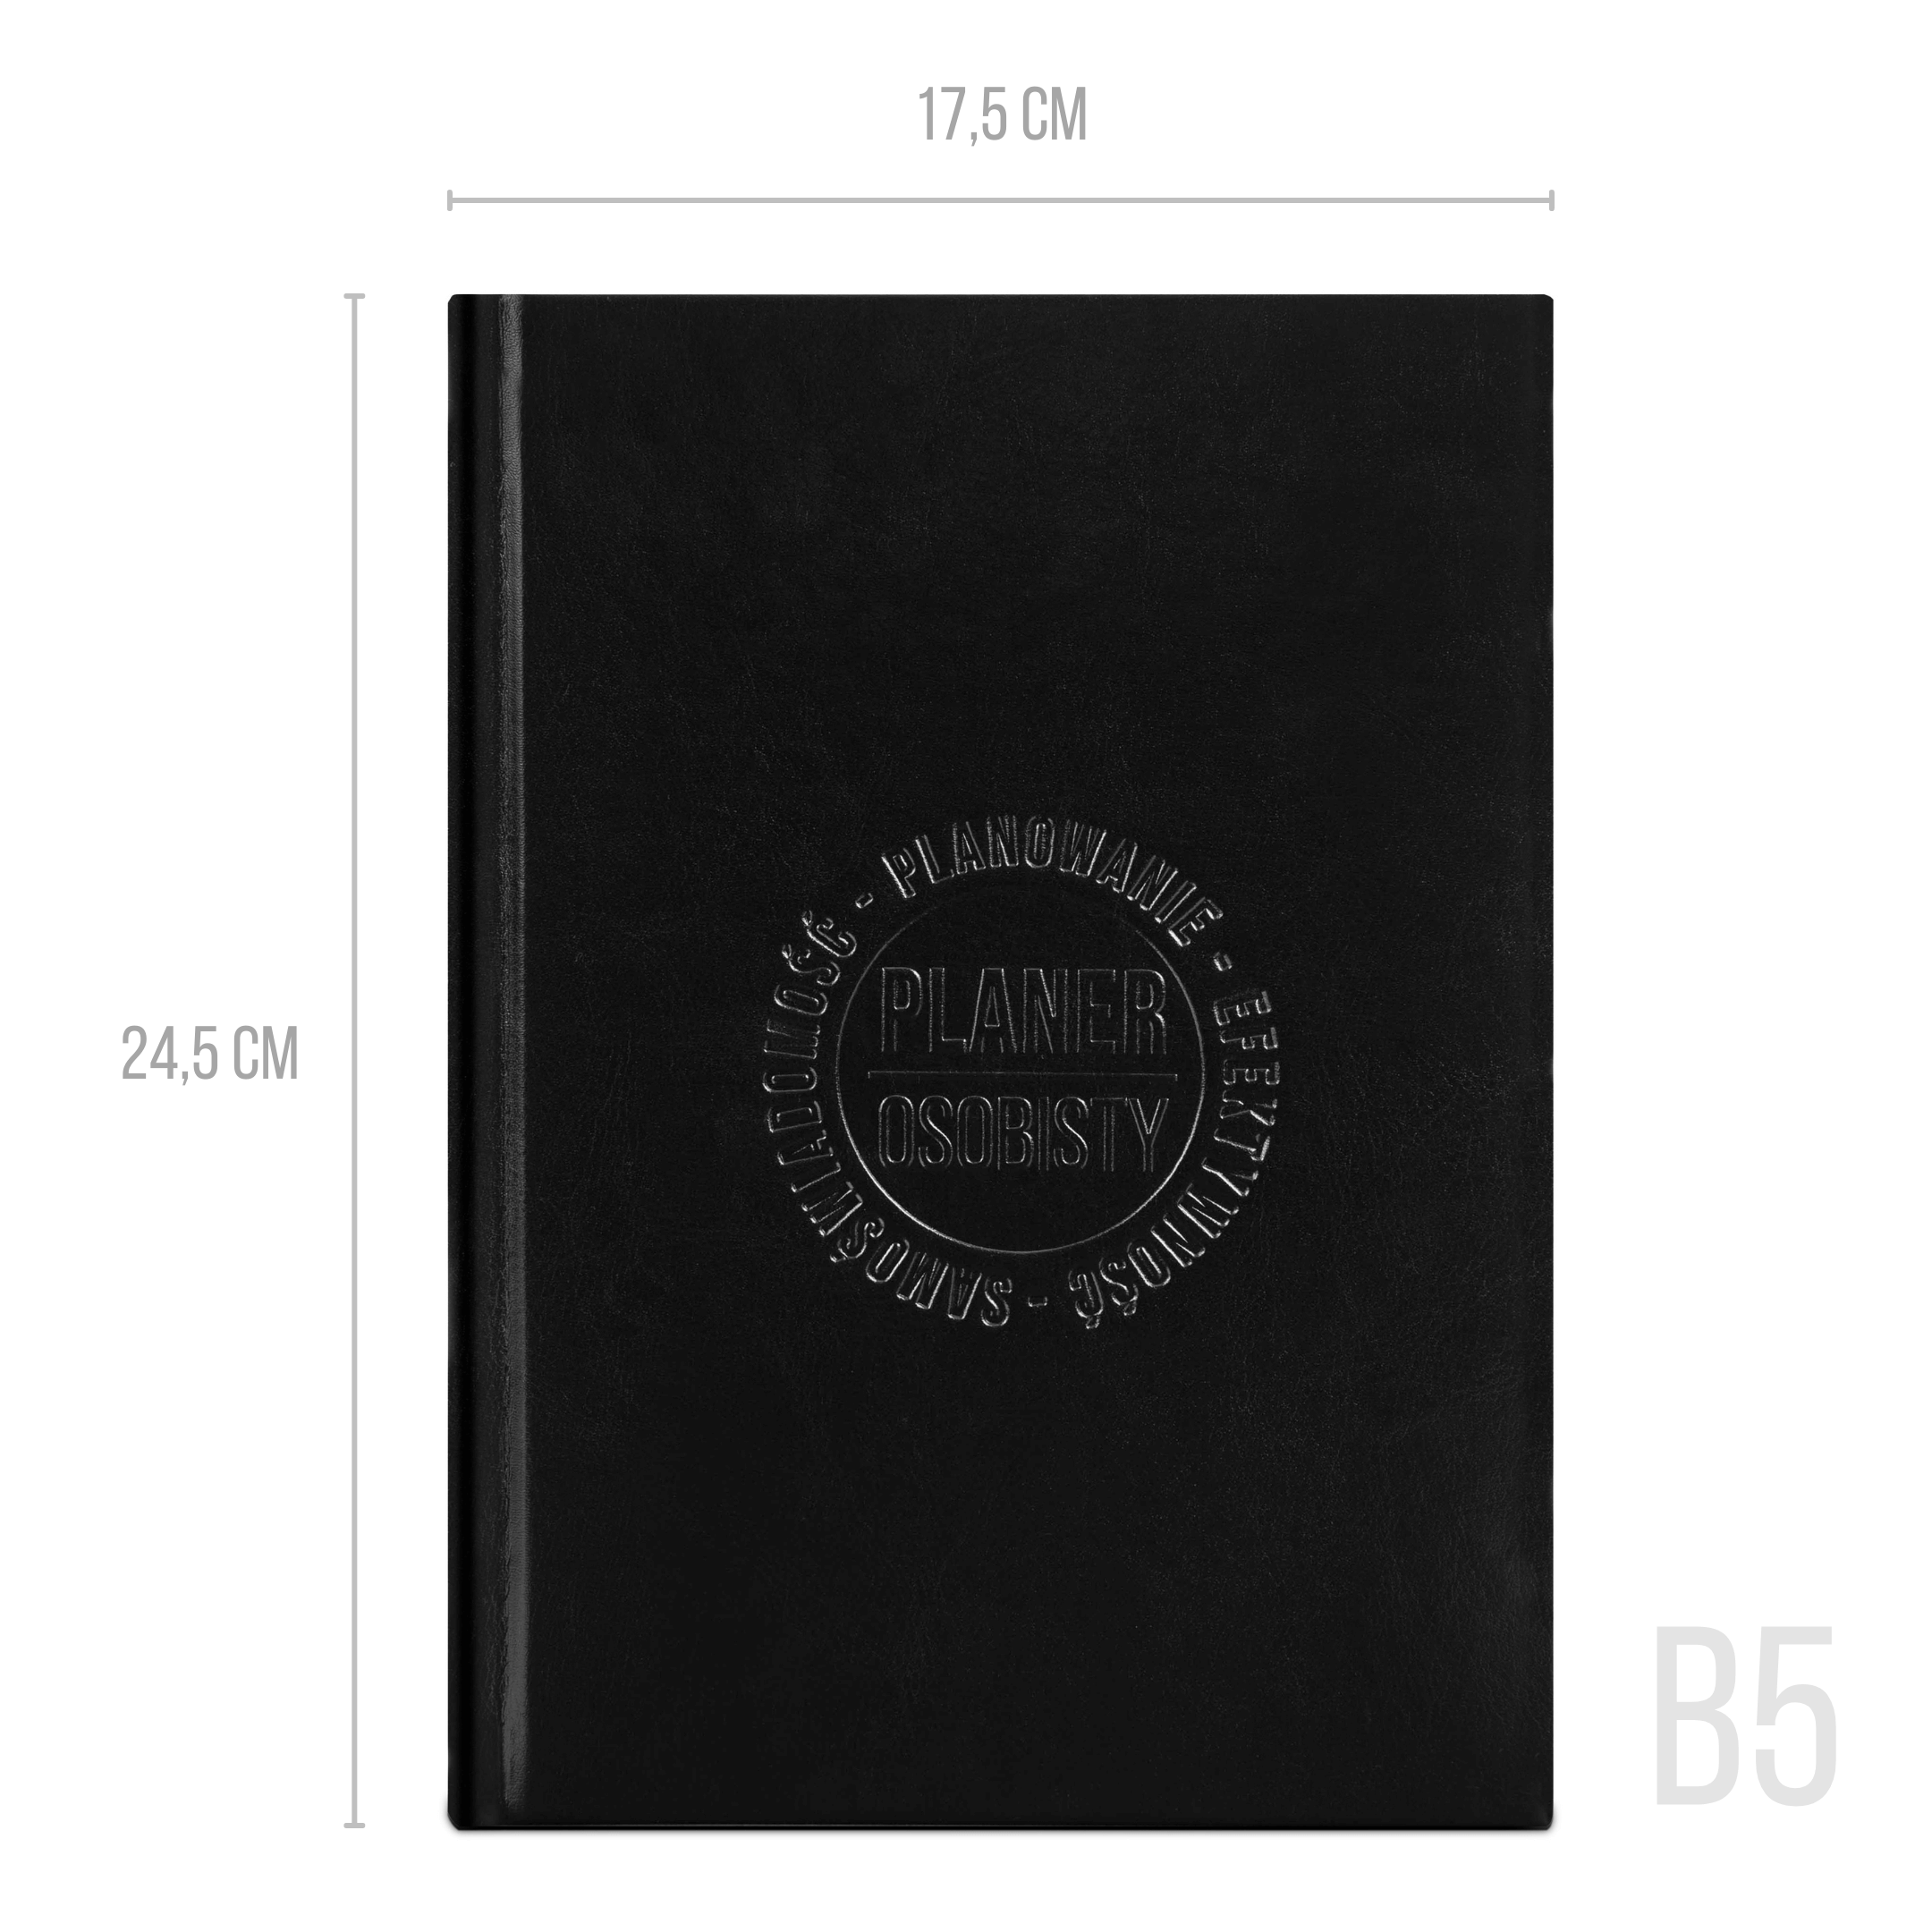 17,5 CM
24,5 CM
PLANOWANIE - EFEKTYWNOŚĆ - SAMOŚWIADOMOŚĆ -
PLANER
OSOBISTY
B5